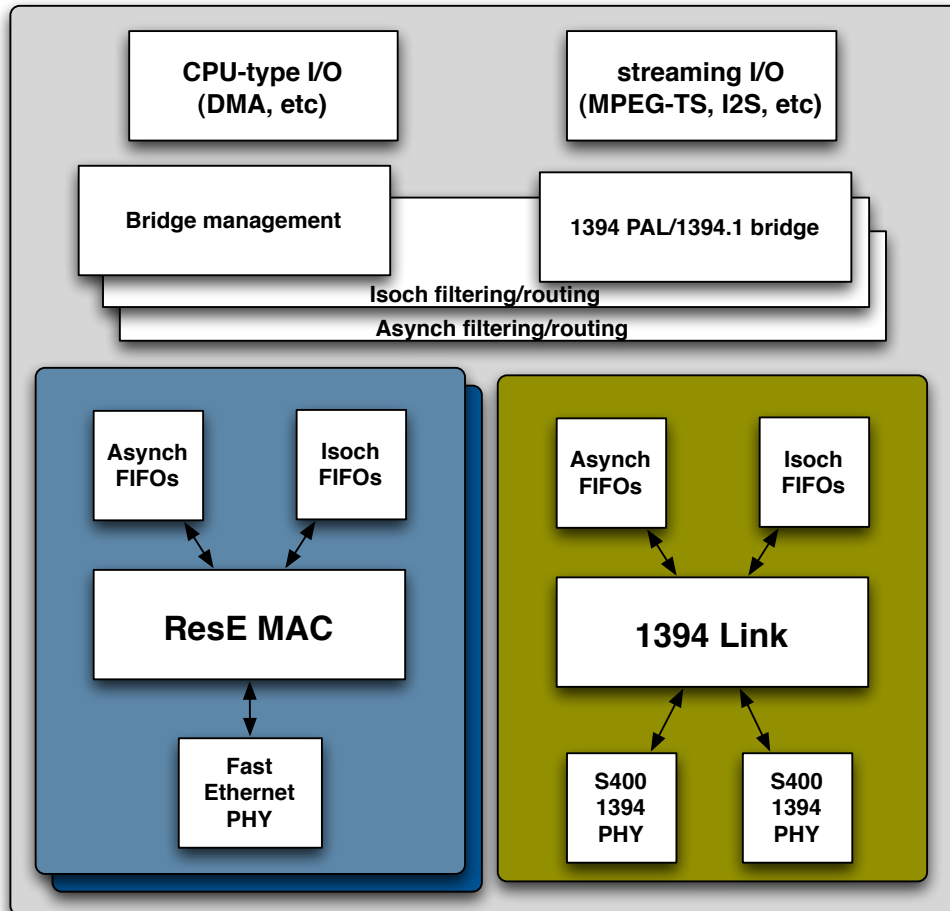 CPU-type I/O
(DMA, etc)
streaming I/O
(MPEG-TS, I2S, etc)
Bridge management
1394 PAL/1394.1 bridge
Isoch filtering/routing
Asynch filtering/routing
Asynch
FIFOs
Isoch
FIFOs
ResE MAC
Fast
Ethernet
PHY
Asynch
FIFOs
Isoch
FIFOs
1394 Link
S400
1394
PHY
S400
1394
PHY